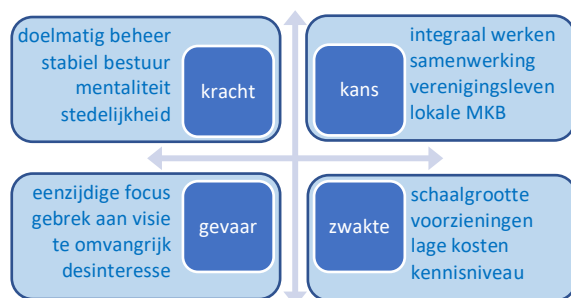 doelmatig beheer
stabiel bestuur
mentaliteit
stedelijkheid
kracht
kans
integraal werken
samenwerking
verenigingsleven
lokale MKB
eenzijdige focus
gebrek aan visie
te omvangrijk
desinteresse
gevaar
zwakte
schaalgrootte
voorzieningen
lage kosten
kennisniveau